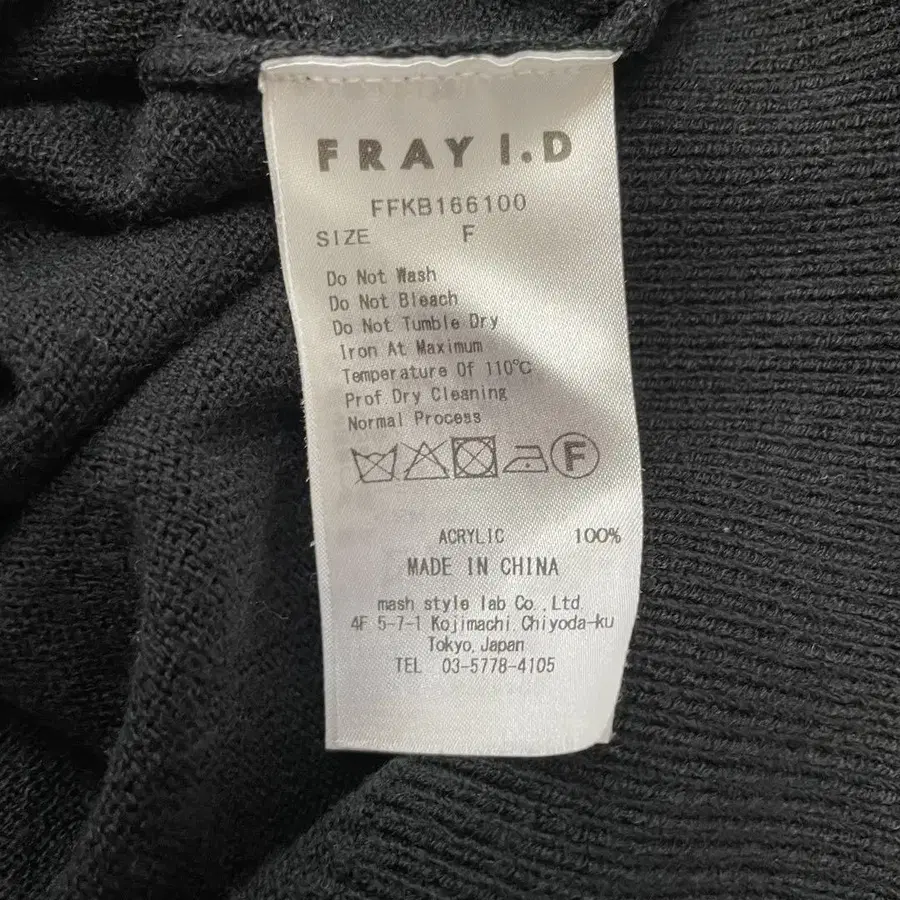 FRAY I.D
FFKB166100
SIZE F
Do Not Wash
Do Not Bleach
Do Not Tumble Dry
Iron At Maximum
Temperature Of 110℃
Prof Dry Cleaning
Normal Process
F
ACRYLIC 100%
MADE IN CHINA
mash style lab Co.,Ltd.
4F 5-7-1 Kojimachi Chiyoda-ku
Tokyo, Japan
TEL 03-5778-4105